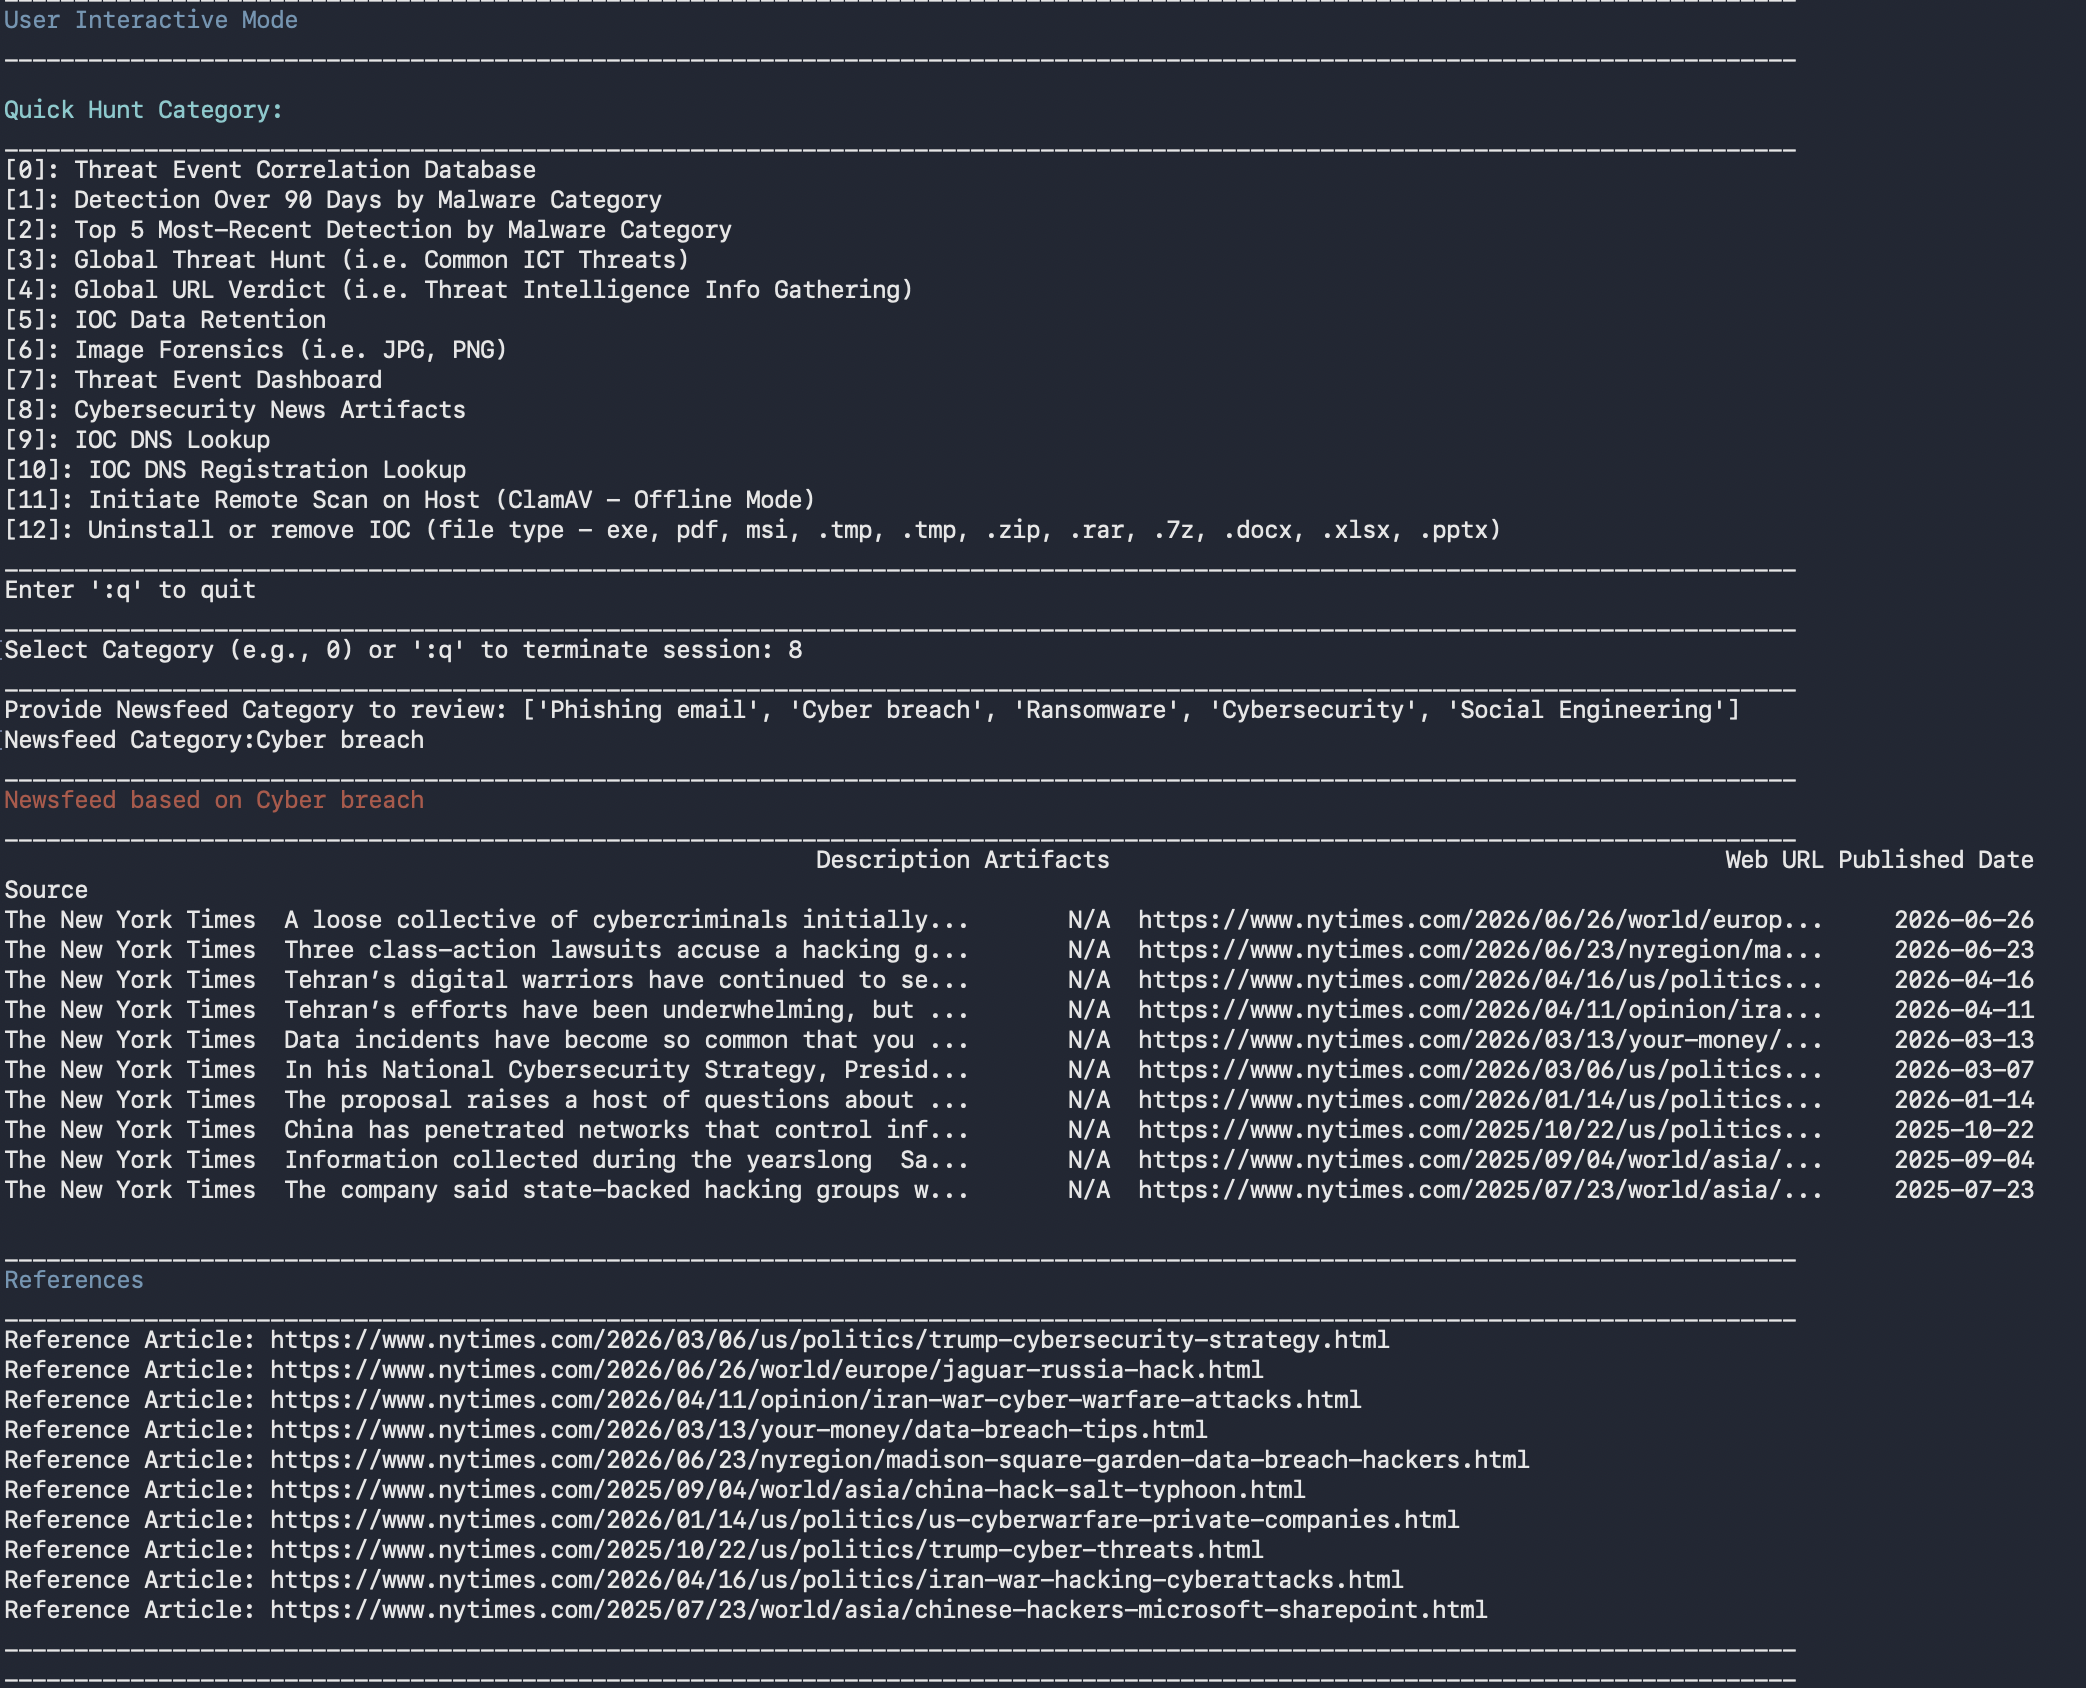 User Interactive Mode
Quick Hunt Category:
[0]: Threat Event Correlation Database
[1]: Detection Over 90 Days by Malware Category
[2]: Top 5 Most-Recent Detection by Malware Category
[3]: Global Threat Hunt (i.e. Common ICT Threats)
[4]: Global URL Verdict (i.e. Threat Intelligence Info Gathering)
[5]: IOC Data Retention
[6]: Image Forensics (i.e. JPG, PNG)
[7]: Threat Event Dashboard
[8]: Cybersecurity News Artifacts
[9]: IOC DNS Lookup
[10]: IOC DNS Registration Lookup
[11]: Initiate Remote Scan on Host (ClamAV - Offline Mode)
[12]: Uninstall or remove IOC (file type - exe, pdf, msi, .tmp, .tmp, .zip, .rar, .7z, .docx, .xlsx, .pptx)
Enter ':q' to quit
Select Category (e.g., 0) or ':q' to terminate session: 8
Provide Newsfeed Category to review: ['Phishing email', 'Cyber breach', 'Ransomware', 'Cybersecurity', 'Social Engineering']
Newsfeed Category:Cyber breach
Newsfeed based on Cyber breach
Description Artifacts Web URL Published Date
Source
The New York Times A loose collective of cybercriminals initially... N/A https://www.nytimes.com/2026/06/26/world/europ... 2026-06-26
The New York Times Three class-action lawsuits accuse a hacking g... N/A https://www.nytimes.com/2026/06/23/nyregion/ma... 2026-06-23
The New York Times Tehran’s digital warriors have continued to se... N/A https://www.nytimes.com/2026/04/16/us/politics... 2026-04-16
The New York Times Tehran’s efforts have been underwhelming, but ... N/A https://www.nytimes.com/2026/04/11/opinion/ira... 2026-04-11
The New York Times Data incidents have become so common that you ... N/A https://www.nytimes.com/2026/03/13/your-money/... 2026-03-13
The New York Times In his National Cybersecurity Strategy, Presid... N/A https://www.nytimes.com/2026/03/06/us/politics... 2026-03-07
The New York Times The proposal raises a host of questions about ... N/A https://www.nytimes.com/2026/01/14/us/politics... 2026-01-14
The New York Times China has penetrated networks that control inf... N/A https://www.nytimes.com/2025/10/22/us/politics... 2025-10-22
The New York Times Information collected during the yearslong  Sa... N/A https://www.nytimes.com/2025/09/04/world/asia/... 2025-09-04
The New York Times The company said state-backed hacking groups w... N/A https://www.nytimes.com/2025/07/23/world/asia/... 2025-07-23
References
Reference Article: https://www.nytimes.com/2026/03/06/us/politics/trump-cybersecurity-strategy.html
Reference Article: https://www.nytimes.com/2026/06/26/world/europe/jaguar-russia-hack.html
Reference Article: https://www.nytimes.com/2026/04/11/opinion/iran-war-cyber-warfare-attacks.html
Reference Article: https://www.nytimes.com/2026/03/13/your-money/data-breach-tips.html
Reference Article: https://www.nytimes.com/2026/06/23/nyregion/madison-square-garden-data-breach-hackers.html
Reference Article: https://www.nytimes.com/2025/09/04/world/asia/china-hack-salt-typhoon.html
Reference Article: https://www.nytimes.com/2026/01/14/us/politics/us-cyberwarfare-private-companies.html
Reference Article: https://www.nytimes.com/2025/10/22/us/politics/trump-cyber-threats.html
Reference Article: https://www.nytimes.com/2026/04/16/us/politics/iran-war-hacking-cyberattacks.html
Reference Article: https://www.nytimes.com/2025/07/23/world/asia/chinese-hackers-microsoft-sharepoint.html